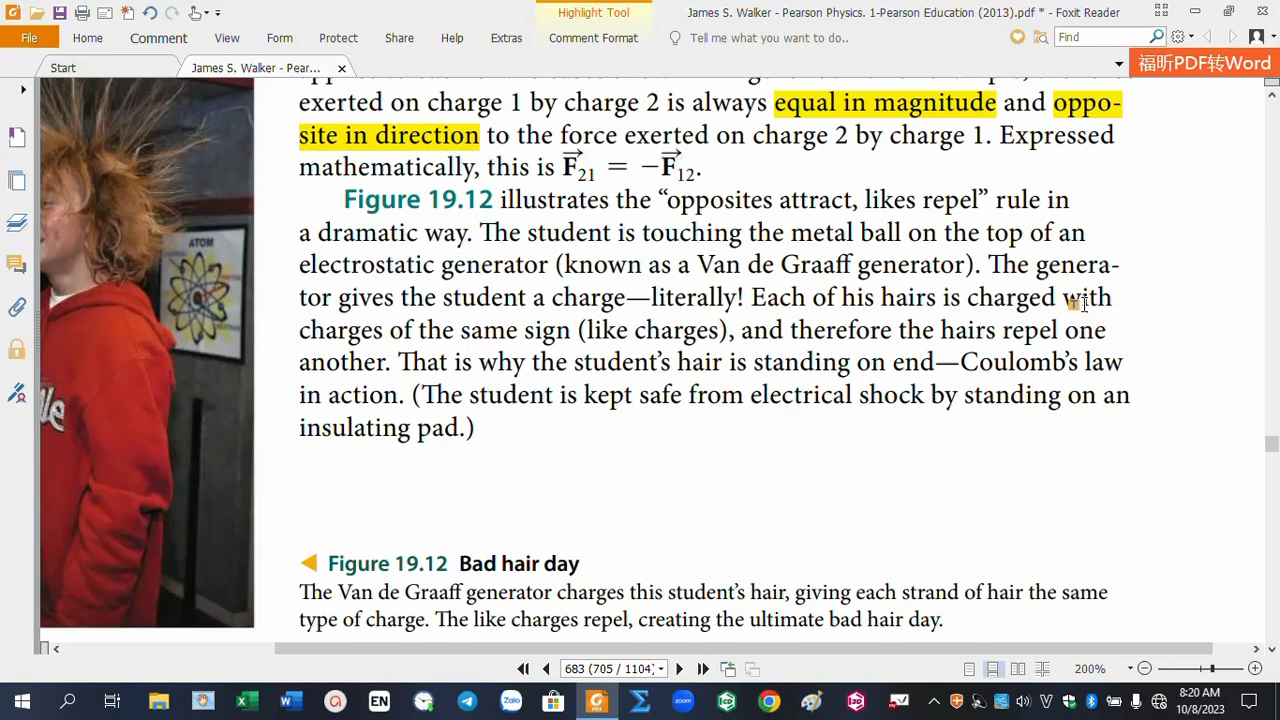 James S. Walker - Pearson Physics. 1-Pearson Education (2013).pdf * - Foxit Reader
Highlight Tool
File Home Comment View Form Protect Share Help Extras Comment Format Tell me what you want to do.. Find
Start James S. Walker - Pear...
福昕PDF转Word
exerted on charge 1 by charge 2 is always equal in magnitude and oppo-
site in direction to the force exerted on charge 2 by charge 1. Expressed
mathematically, this is F⃗21 = −F⃗12.
Figure 19.12 illustrates the “opposites attract, likes repel” rule in
a dramatic way. The student is touching the metal ball on the top of an
electrostatic generator (known as a Van de Graaff generator). The genera-
tor gives the student a charge—literally! Each of his hairs is charged with
charges of the same sign (like charges), and therefore the hairs repel one
another. That is why the student’s hair is standing on end—Coulomb’s law
in action. (The student is kept safe from electrical shock by standing on an
insulating pad.)
ATOM
Figure 19.12 Bad hair day
The Van de Graaff generator charges this student’s hair, giving each strand of hair the same
type of charge. The like charges repel, creating the ultimate bad hair day.
683 (705 / 1104) 200%
EN Zalo zoom V
8:20 AM
10/8/2023